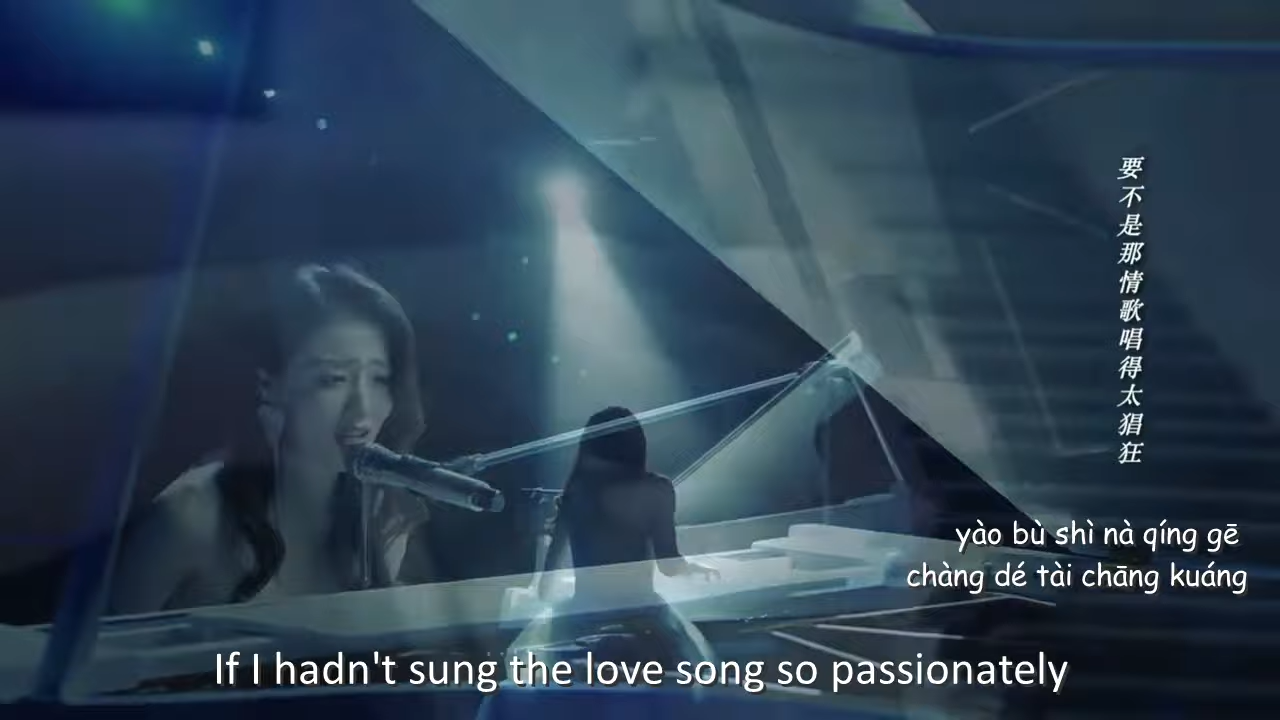 要不是那情歌唱得太猖狂
yào bù shì nà qíng gē
chàng dé tài chāng kuáng
If I hadn't sung the love song so passionately